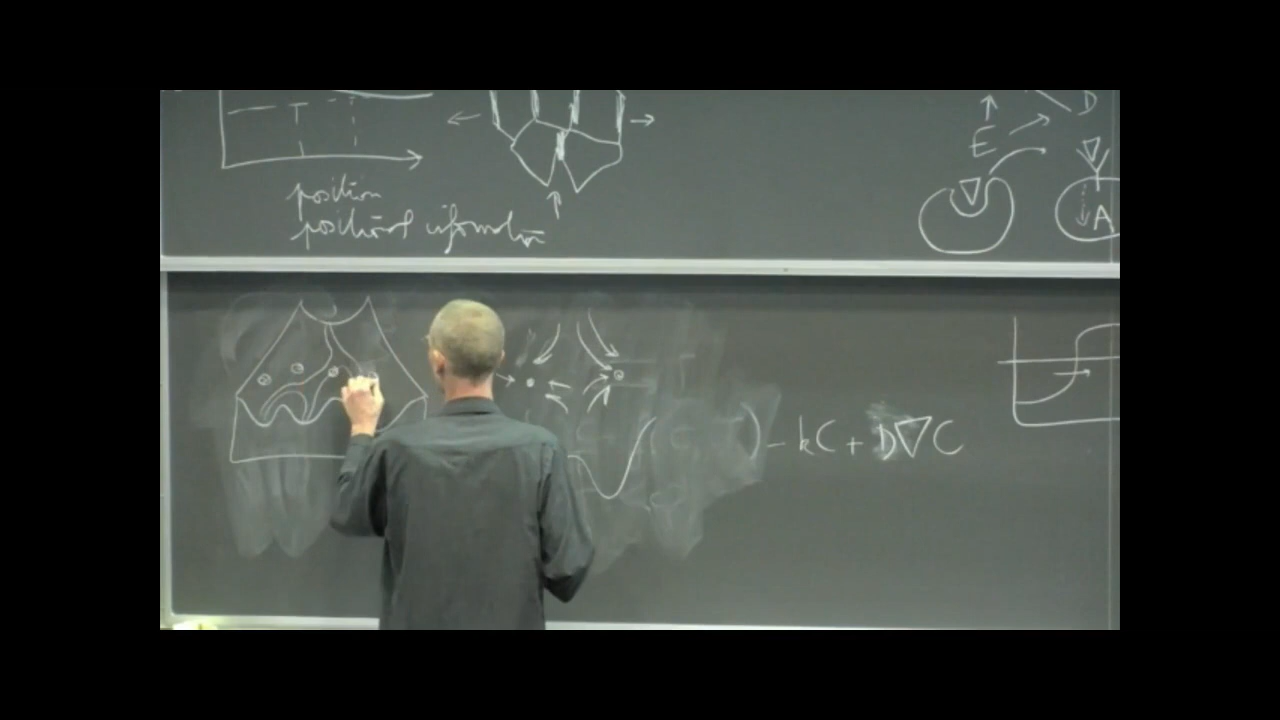 D
E
position
positional information
A
- kC + D∇C